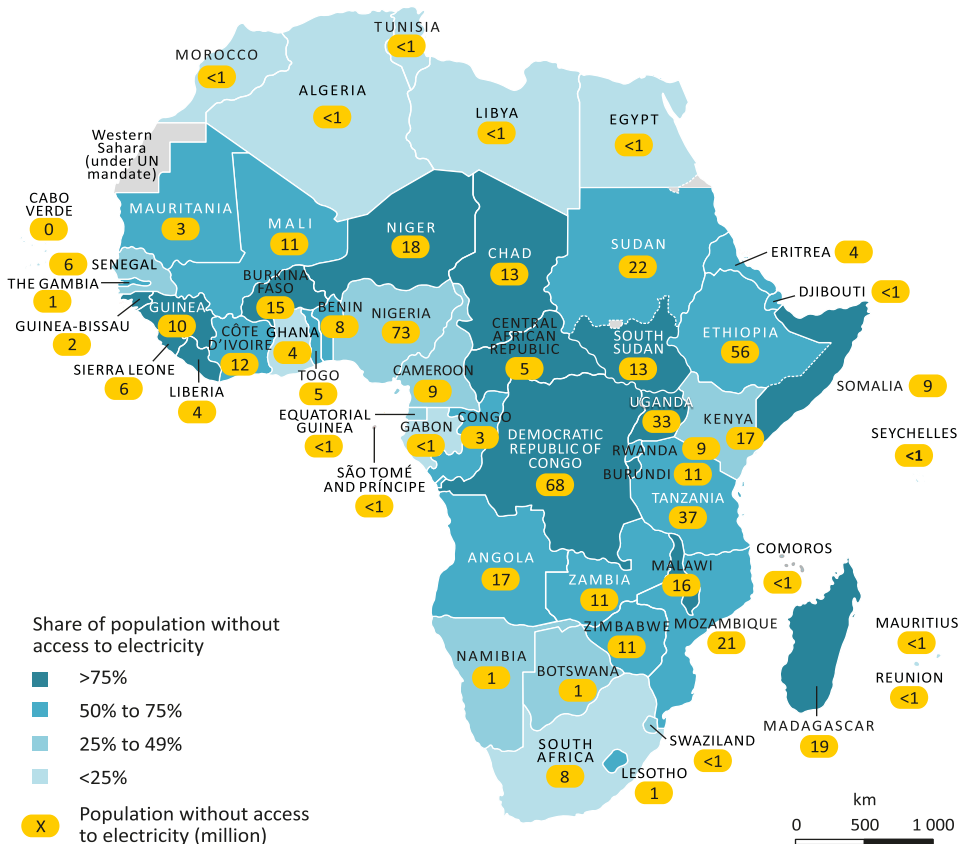 TUNISIA
<1
MOROCCO
<1
ALGERIA
<1
LIBYA
<1
EGYPT
<1
Western
Sahara
(under UN
mandate)
CABO
VERDE
0
MAURITANIA
3
MALI
11
NIGER
18
CHAD
13
SUDAN
22
ERITREA 4
6 SENEGAL
THE GAMBIA
1
GUINEA-BISSAU
2
GUINEA
10
BURKINA
FASO
15
BENIN
8
NIGERIA
73
DJIBOUTI <1
CÔTE
D'IVOIRE
12
GHANA
4
CENTRAL
AFRICAN
REPUBLIC
5
SOUTH
SUDAN
13
ETHIOPIA
56
SIERRA LEONE
6
LIBERIA
4
TOGO
5
CAMEROON
9
SOMALIA 9
EQUATORIAL
GUINEA
<1
GABON
<1
CONGO
3
DEMOCRATIC
REPUBLIC OF
CONGO
68
UGANDA
33
KENYA
17
SEYCHELLES
<1
RWANDA 9
BURUNDI 11
SÃO TOMÉ
AND PRÍNCIPE
<1
TANZANIA
37
ANGOLA
17
ZAMBIA
11
MALAWI
16
COMOROS
<1
ZIMBABWE
11
MOZAMBIQUE
21
MAURITIUS
<1
NAMIBIA
1
BOTSWANA
1
REUNION
<1
MADAGASCAR
19
SOUTH
AFRICA
8
SWAZILAND
<1
LESOTHO
1
Share of population without
access to electricity
>75%
50% to 75%
25% to 49%
<25%
X Population without access
to electricity (million)
km
0 500 1 000